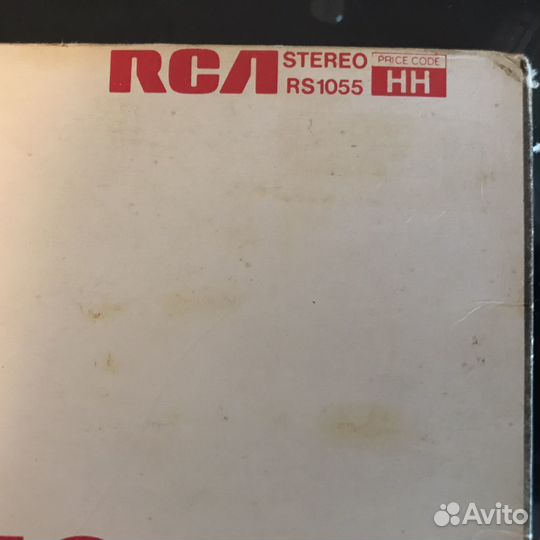 RCA STEREO PRICE CODE
RS1055 HH
Avito